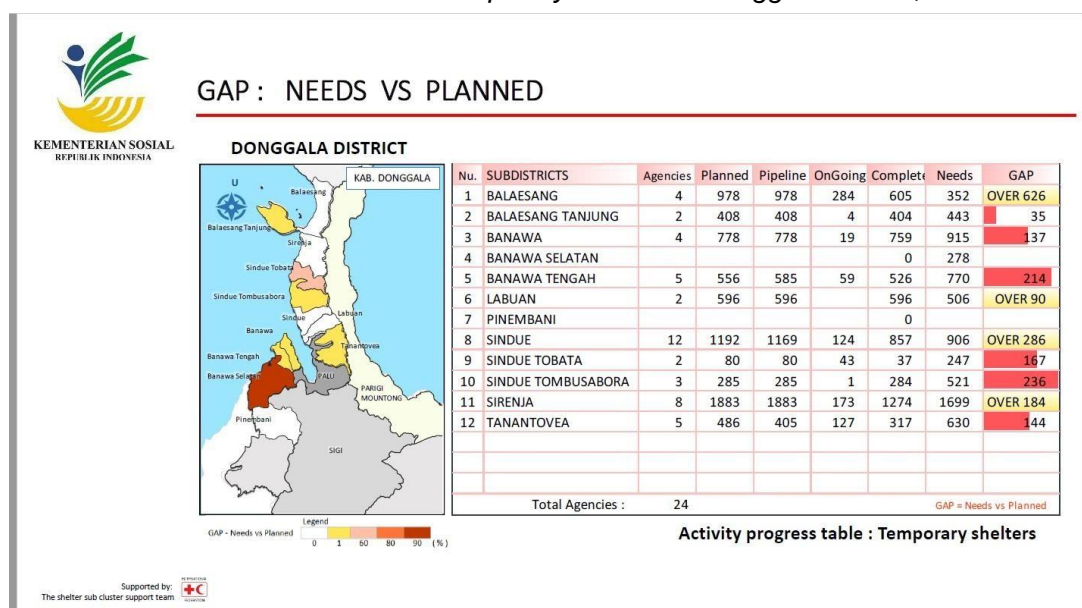 GAP : NEEDS VS PLANNED
KEMENTERIAN SOSIAL
REPUBLIK INDONESIA
DONGGALA DISTRICT
KAB. DONGGALA
U
Balaesang
Balaesang Tanjung
Sirenja
Sindue Tobata
Sindue Tombusabora
Sindue
Labuan
Banawa
Tanantovea
Banawa Tengah
Banawa Selatan
PALU
PARIGI
MOUNTONG
Pinembani
SIGI
Legend
GAP - Needs vs Planned
0 1 60 80 90 (%)
Nu. SUBDISTRICTS Agencies Planned Pipeline OnGoing Complete Needs GAP
1 BALAESANG 4 978 978 284 605 352 OVER 626
2 BALAESANG TANJUNG 2 408 408 4 404 443 35
3 BANAWA 4 778 778 19 759 915 137
4 BANAWA SELATAN 0 278
5 BANAWA TENGAH 5 556 585 59 526 770 214
6 LABUAN 2 596 596 596 506 OVER 90
7 PINEMBANI 0
8 SINDUE 12 1192 1169 124 857 906 OVER 286
9 SINDUE TOBATA 2 80 80 43 37 247 167
10 SINDUE TOMBUSABORA 3 285 285 1 284 521 236
11 SIRENJA 8 1883 1883 173 1274 1699 OVER 184
12 TANANTOVEA 5 486 405 127 317 630 144
Total Agencies : 24
GAP = Needs vs Planned
Activity progress table : Temporary shelters
Supported by:
The shelter sub cluster support team